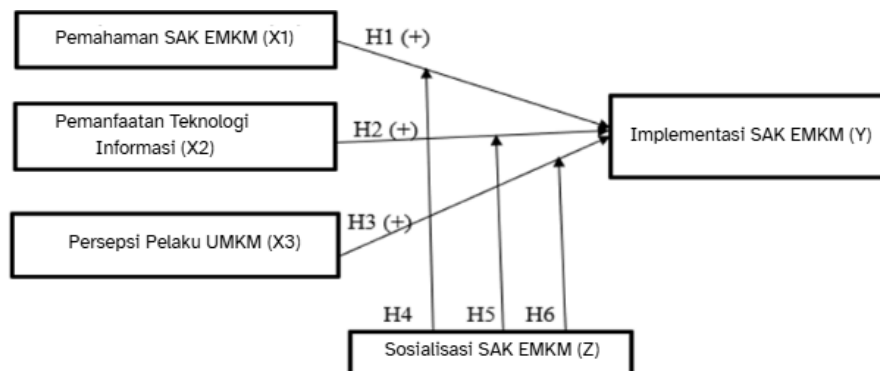 Pemahaman SAK EMKM (X1)
H1 (+)
Pemanfaatan Teknologi
Informasi (X2)
H2 (+)
Implementasi SAK EMKM (Y)
H3 (+)
Persepsi Pelaku UMKM (X3)
H4
H5
H6
Sosialisasi SAK EMKM (Z)